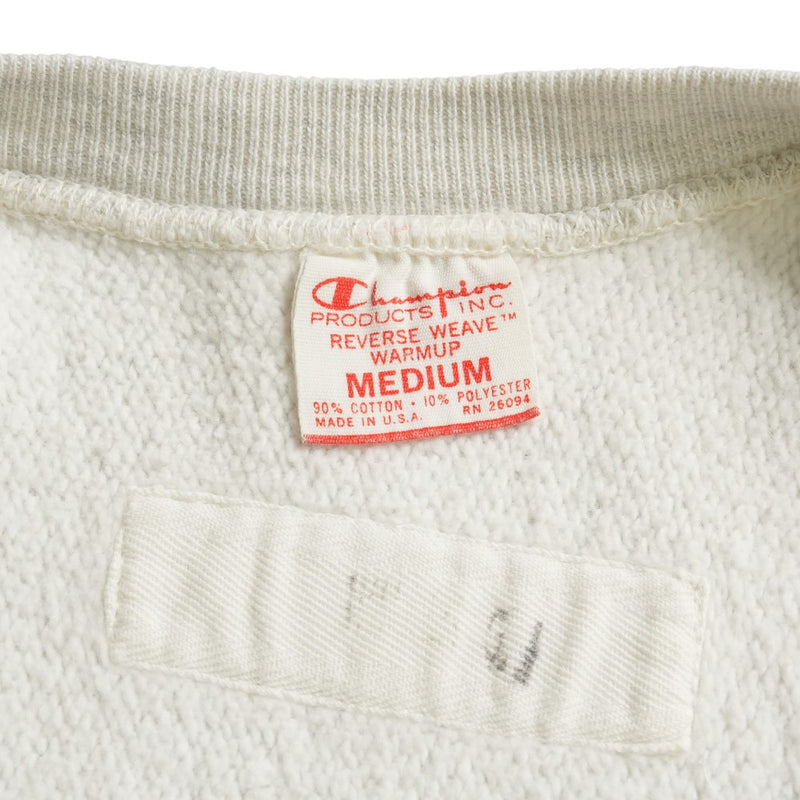 Champion
PRODUCTS INC.
REVERSE WEAVE™
WARMUP
MEDIUM
90% COTTON · 10% POLYESTER
MADE IN U.S.A. RN 26094